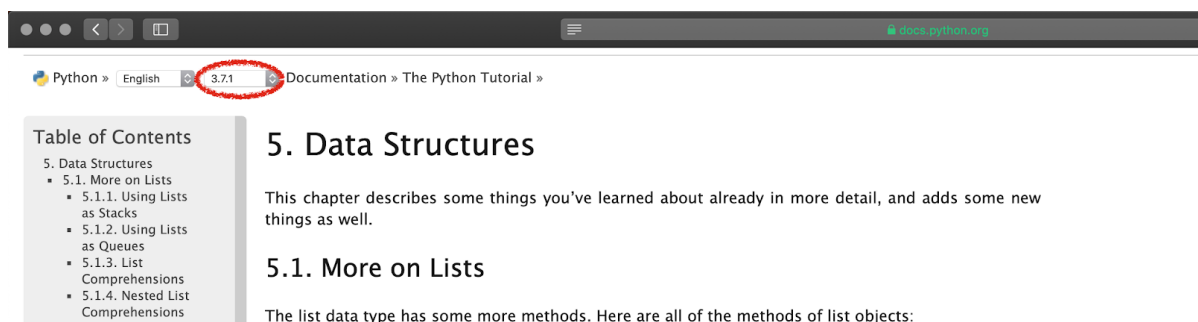 docs.python.org
Python » English 3.7.1 Documentation » The Python Tutorial »
Table of Contents
5. Data Structures
5.1. More on Lists
5.1.1. Using Lists
as Stacks
5.1.2. Using Lists
as Queues
5.1.3. List
Comprehensions
5.1.4. Nested List
Comprehensions
5. Data Structures
This chapter describes some things you’ve learned about already in more detail, and adds some new
things as well.
5.1. More on Lists
The list data type has some more methods. Here are all of the methods of list objects: